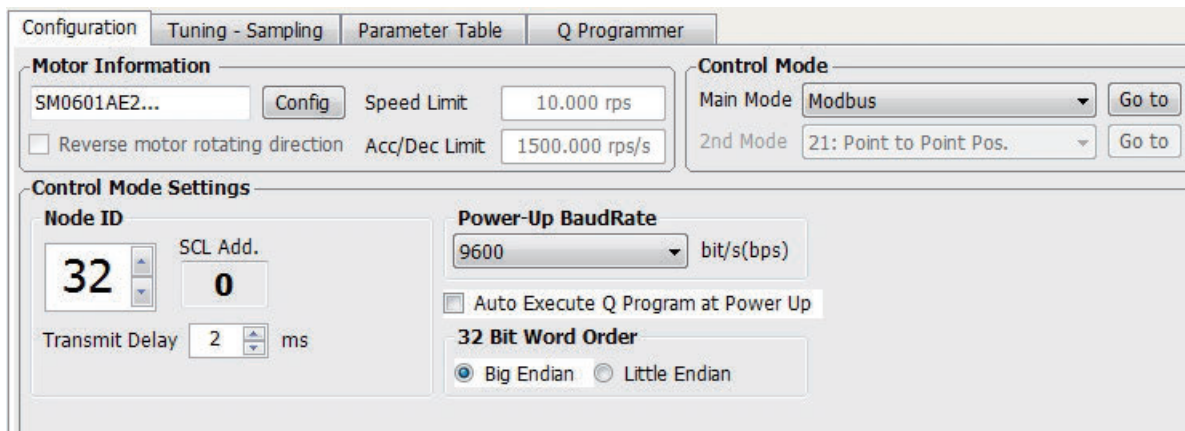 Configuration Tuning - Sampling Parameter Table Q Programmer
Motor Information
SM0601AE2... Config Speed Limit 10.000 rps
Reverse motor rotating direction Acc/Dec Limit 1500.000 rps/s
Control Mode
Main Mode Modbus Go to
2nd Mode 21: Point to Point Pos. Go to
Control Mode Settings
Node ID
32
SCL Add.
0
Transmit Delay 2 ms
Power-Up BaudRate
9600 bit/s(bps)
Auto Execute Q Program at Power Up
32 Bit Word Order
Big Endian Little Endian